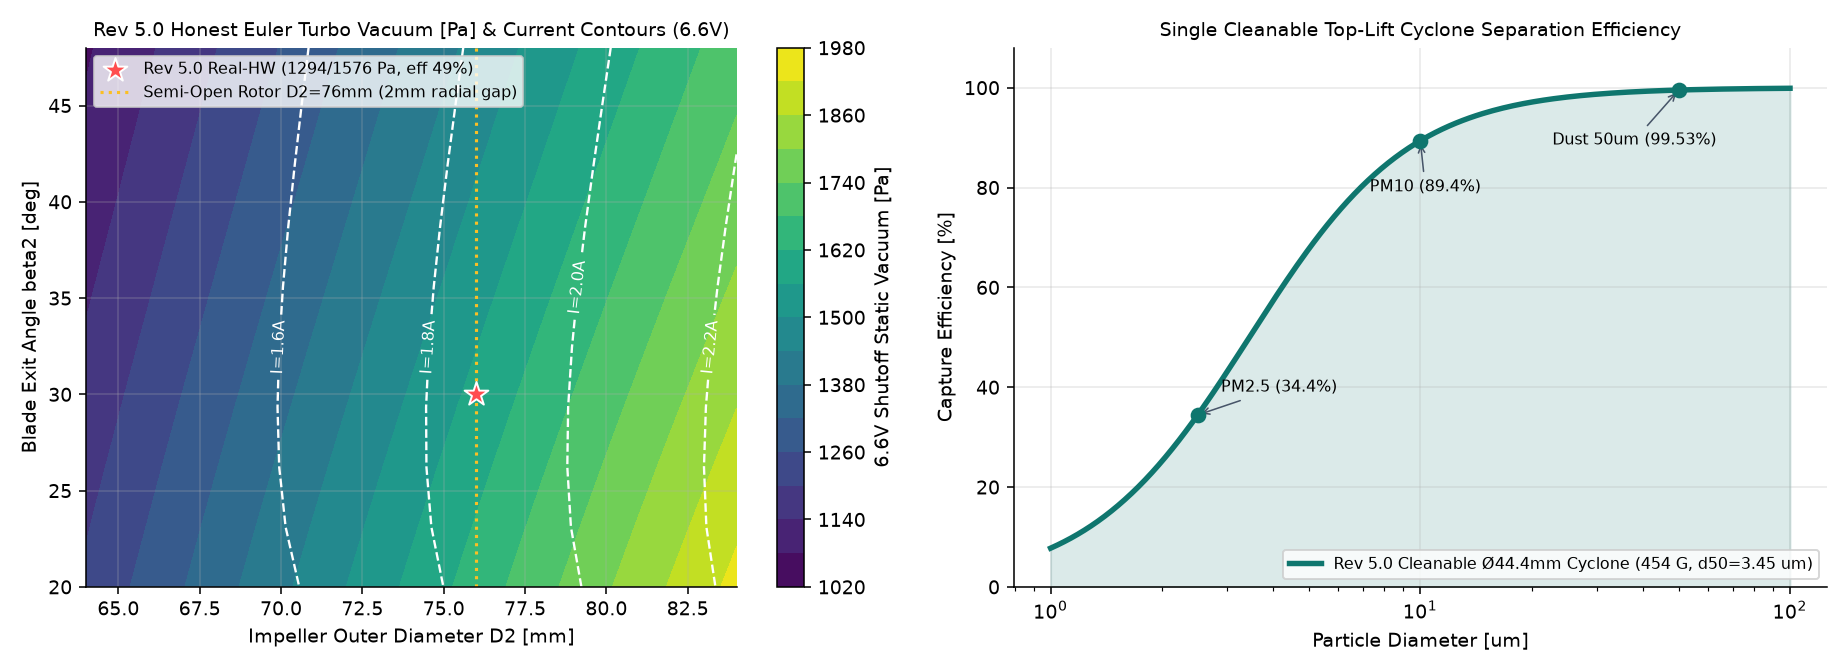 Rev 5.0 Honest Euler Turbo Vacuum [Pa] & Current Contours (6.6V)
Rev 5.0 Real-HW (1294/1576 Pa, eff 49%)
Semi-Open Rotor D2=76mm (2mm radial gap)
Blade Exit Angle beta2 [deg]
45
40
35
30
25
20
I=1.6A
I=1.8A
I=2.0A
I=2.2A
65.0
67.5
70.0
72.5
75.0
77.5
80.0
82.5
Impeller Outer Diameter D2 [mm]
1980
1860
1740
1620
1500
1380
1260
1140
1020
6.6V Shutoff Static Vacuum [Pa]
Single Cleanable Top-Lift Cyclone Separation Efficiency
Capture Efficiency [%]
100
80
60
40
20
0
Dust 50um (99.53%)
PM10 (89.4%)
PM2.5 (34.4%)
Rev 5.0 Cleanable Ø44.4mm Cyclone (454 G, d50=3.45 um)
10⁰
10¹
10²
Particle Diameter [um]